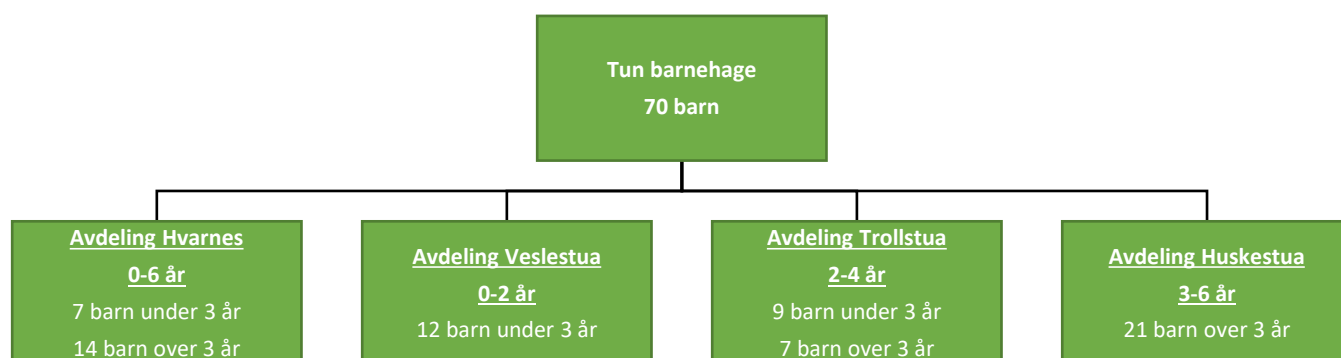 Tun barnehage
70 barn
Avdeling Hvarnes
0-6 år
7 barn under 3 år
14 barn over 3 år
Avdeling Veslestua
0-2 år
12 barn under 3 år
Avdeling Trollstua
2-4 år
9 barn under 3 år
7 barn over 3 år
Avdeling Huskestua
3-6 år
21 barn over 3 år